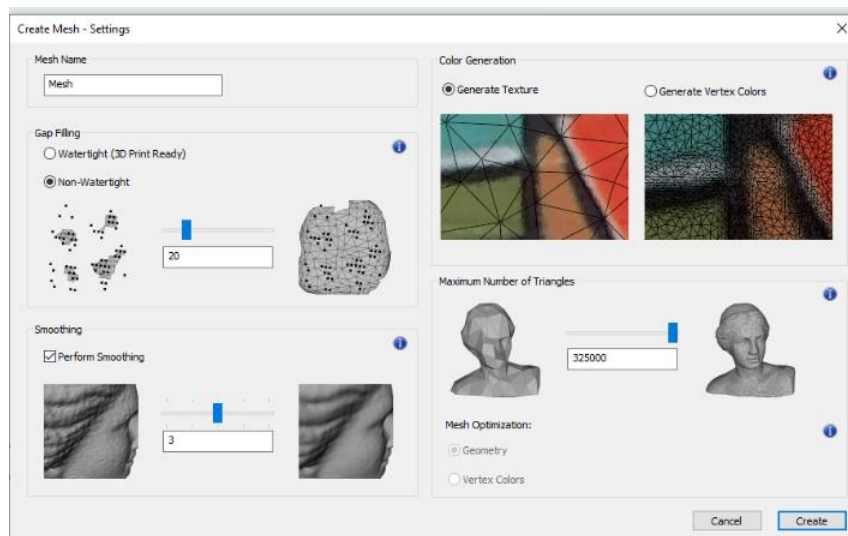 Create Mesh - Settings
Mesh Name
Mesh
Gap Filling
Watertight (3D Print Ready)
Non-Watertight
20
Smoothing
Perform Smoothing
3
Color Generation
Generate Texture
Generate Vertex Colors
Maximum Number of Triangles
325000
Mesh Optimization:
Geometry
Vertex Colors
Cancel
Create